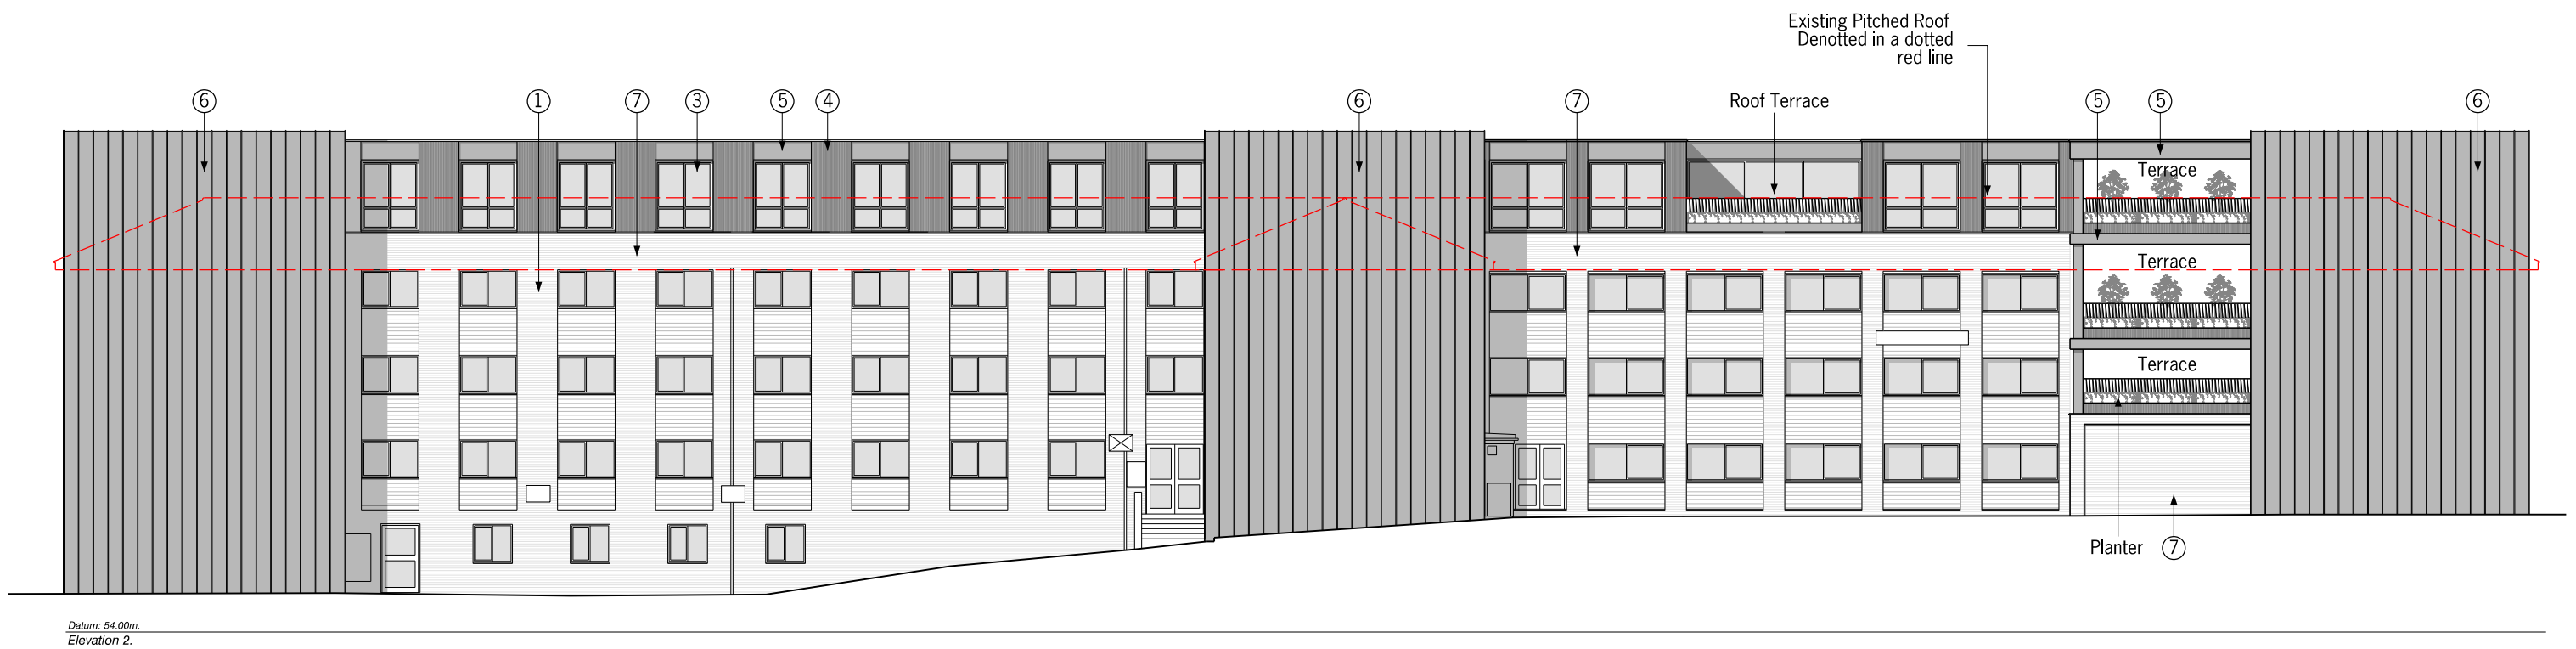 Existing Pitched Roof
Denotted in a dotted
red line
6
1
7
3
5
4
6
7
Roof Terrace
5
5
6
Terrace
Terrace
Terrace
Planter
7
Datum: 54.00m.
Elevation 2.